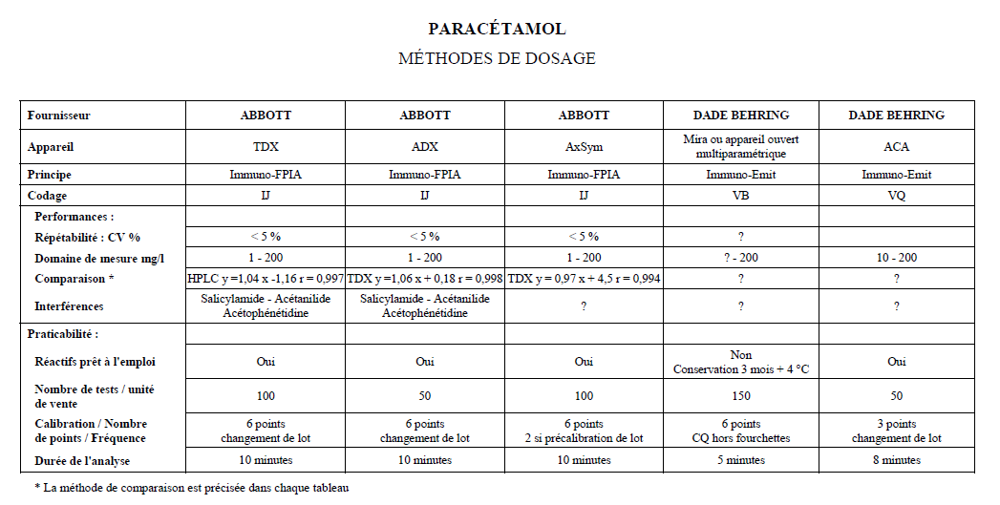 PARACÉTAMOL
MÉTHODES DE DOSAGE
Fournisseur ABBOTT ABBOTT ABBOTT DADE BEHRING DADE BEHRING
Appareil TDX ADX AxSym Mira ou appareil ouvert multiparamétrique ACA
Principe Immuno-FPIA Immuno-FPIA Immuno-FPIA Immuno-Emit Immuno-Emit
Codage IJ IJ IJ VB VQ
Performances :
Répétabilité : CV % < 5 % < 5 % < 5 % ?
Domaine de mesure mg/l 1 - 200 1 - 200 1 - 200 ? - 200 10 - 200
Comparaison * HPLC y =1,04 x -1,16 r = 0,997 TDX y =1,06 x + 0,18 r = 0,998 TDX y = 0,97 x + 4,5 r = 0,994 ? ?
Interférences Salicylamide - Acétanilide Acétophénétidine Salicylamide - Acétanilide Acétophénétidine ? ? ?
Praticabilité :
Réactifs prêt à l'emploi Oui Oui Oui Non Conservation 3 mois + 4 °C Oui
Nombre de tests / unité de vente 100 50 100 150 50
Calibration / Nombre de points / Fréquence 6 points changement de lot 6 points changement de lot 6 points 2 si précalibration de lot 6 points CQ hors fourchettes 3 points changement de lot
Durée de l'analyse 10 minutes 10 minutes 10 minutes 5 minutes 8 minutes
* La méthode de comparaison est précisée dans chaque tableau